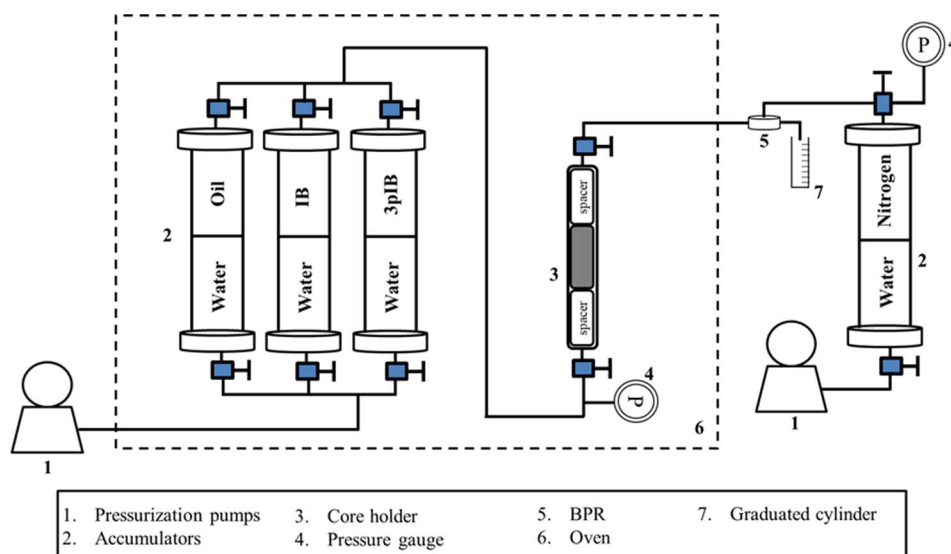 P
4
5
7
Oil
IB
3pIB
Water
Water
Water
2
spacer
spacer
3
4
P
6
1
Nitrogen
Water
2
1
1. Pressurization pumps
2. Accumulators
3. Core holder
4. Pressure gauge
5. BPR
6. Oven
7. Graduated cylinder